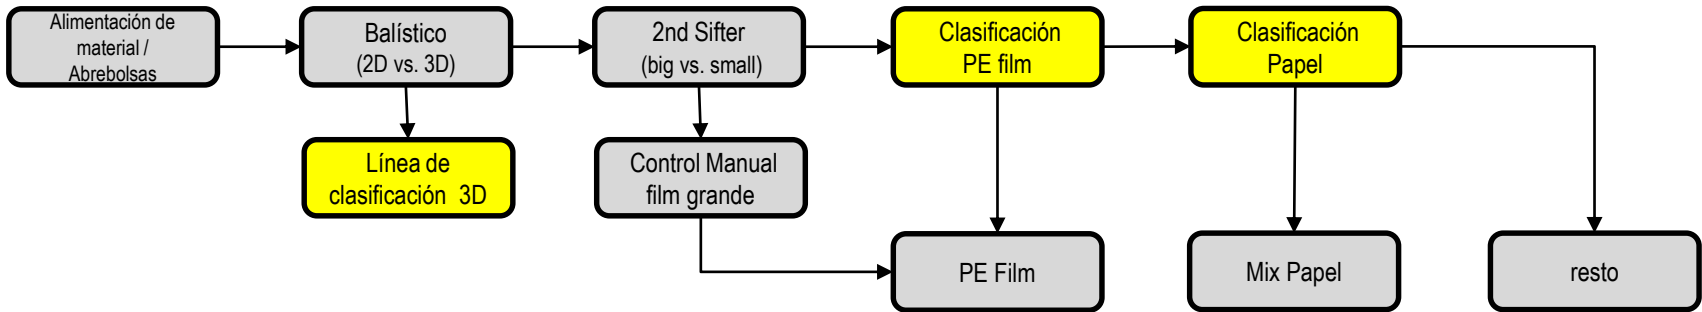 Alimentación de
material /
Abrebolsas
Balístico
(2D vs. 3D)
2nd Sifter
(big vs. small)
Clasificación
PE film
Clasificación
Papel
Línea de
clasificación 3D
Control Manual
film grande
PE Film
Mix Papel
resto